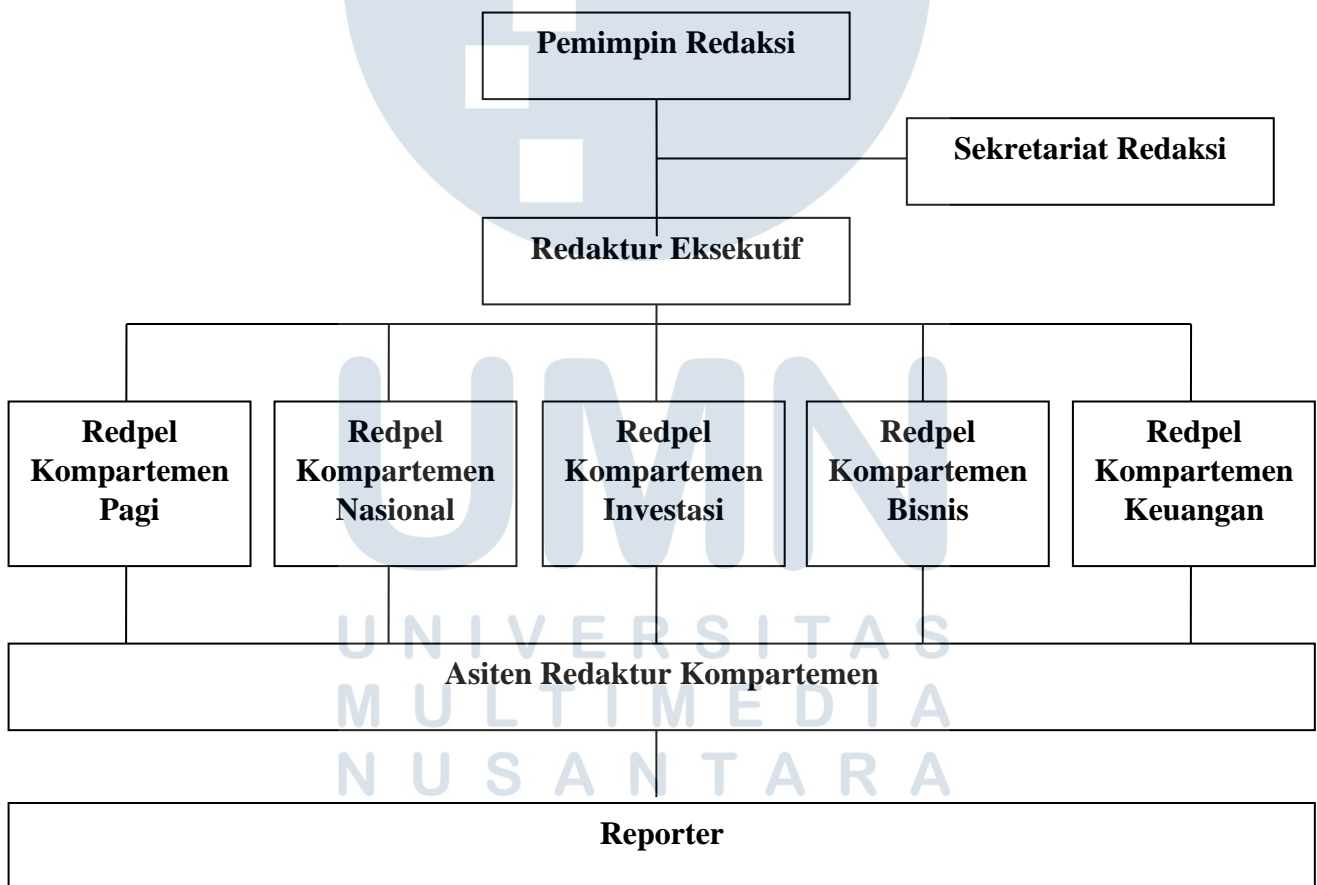 Pemimpin Redaksi
Sekretariat Redaksi
Redaktur Eksekutif
Redpel
Kompartemen
Pagi
Redpel
Kompartemen
Nasional
Redpel
Kompartemen
Investasi
Redpel
Kompartemen
Bisnis
Redpel
Kompartemen
Keuangan
UMN
UNIVERSITAS
Asiten Redaktur Kompartemen
MULTIMEDIA
NUSANTARA
Reporter